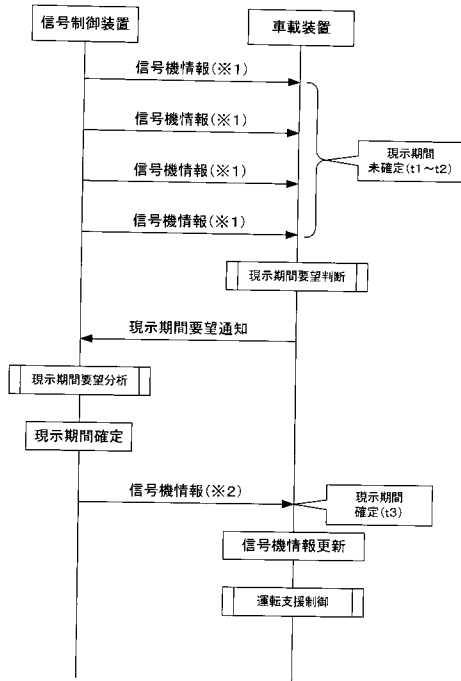 信号制御装置
車載装置
信号機情報(※1)
信号機情報(※1)
信号機情報(※1)
信号機情報(※1)
現示期間
未確定(t1～t2)
現示期間要望判断
現示期間要望通知
現示期間要望分析
現示期間確定
信号機情報(※2)
現示期間
確定(t3)
信号機情報更新
運転支援制御